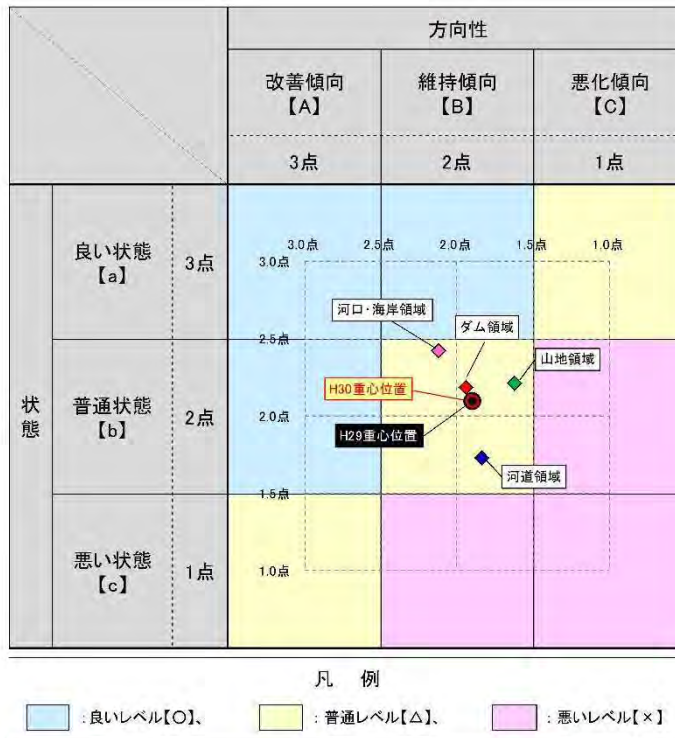 方向性
改善傾向
【A】
維持傾向
【B】
悪化傾向
【C】
3点
2点
1点
状態
良い状態
【a】
3点
普通状態
【b】
2点
悪い状態
【c】
1点
3.0点
2.5点
2.0点
1.5点
1.0点
3.0点
2.5点
2.0点
1.5点
1.0点
河口・海岸領域
ダム領域
山地領域
H30重心位置
H29重心位置
河道領域
凡 例
:良いレベル【○】、
:普通レベル【△】、
:悪いレベル【×】